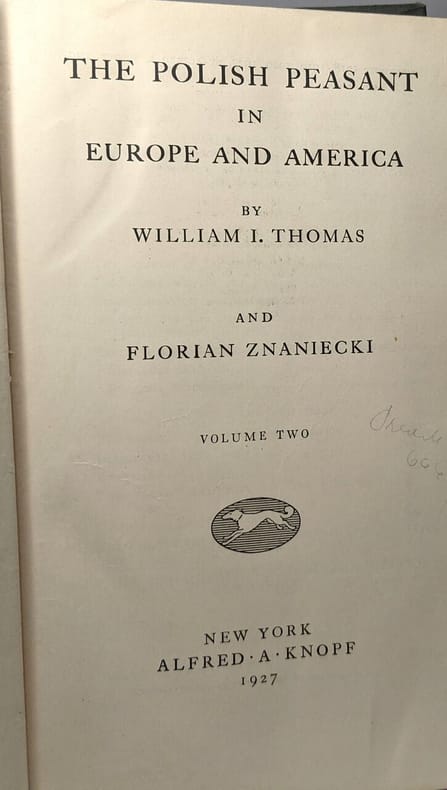 THE POLISH PEASANT
IN
EUROPE AND AMERICA
BY
WILLIAM I. THOMAS
AND
FLORIAN ZNANIECKI
VOLUME TWO
NEW YORK
ALFRED · A · KNOPF
1927